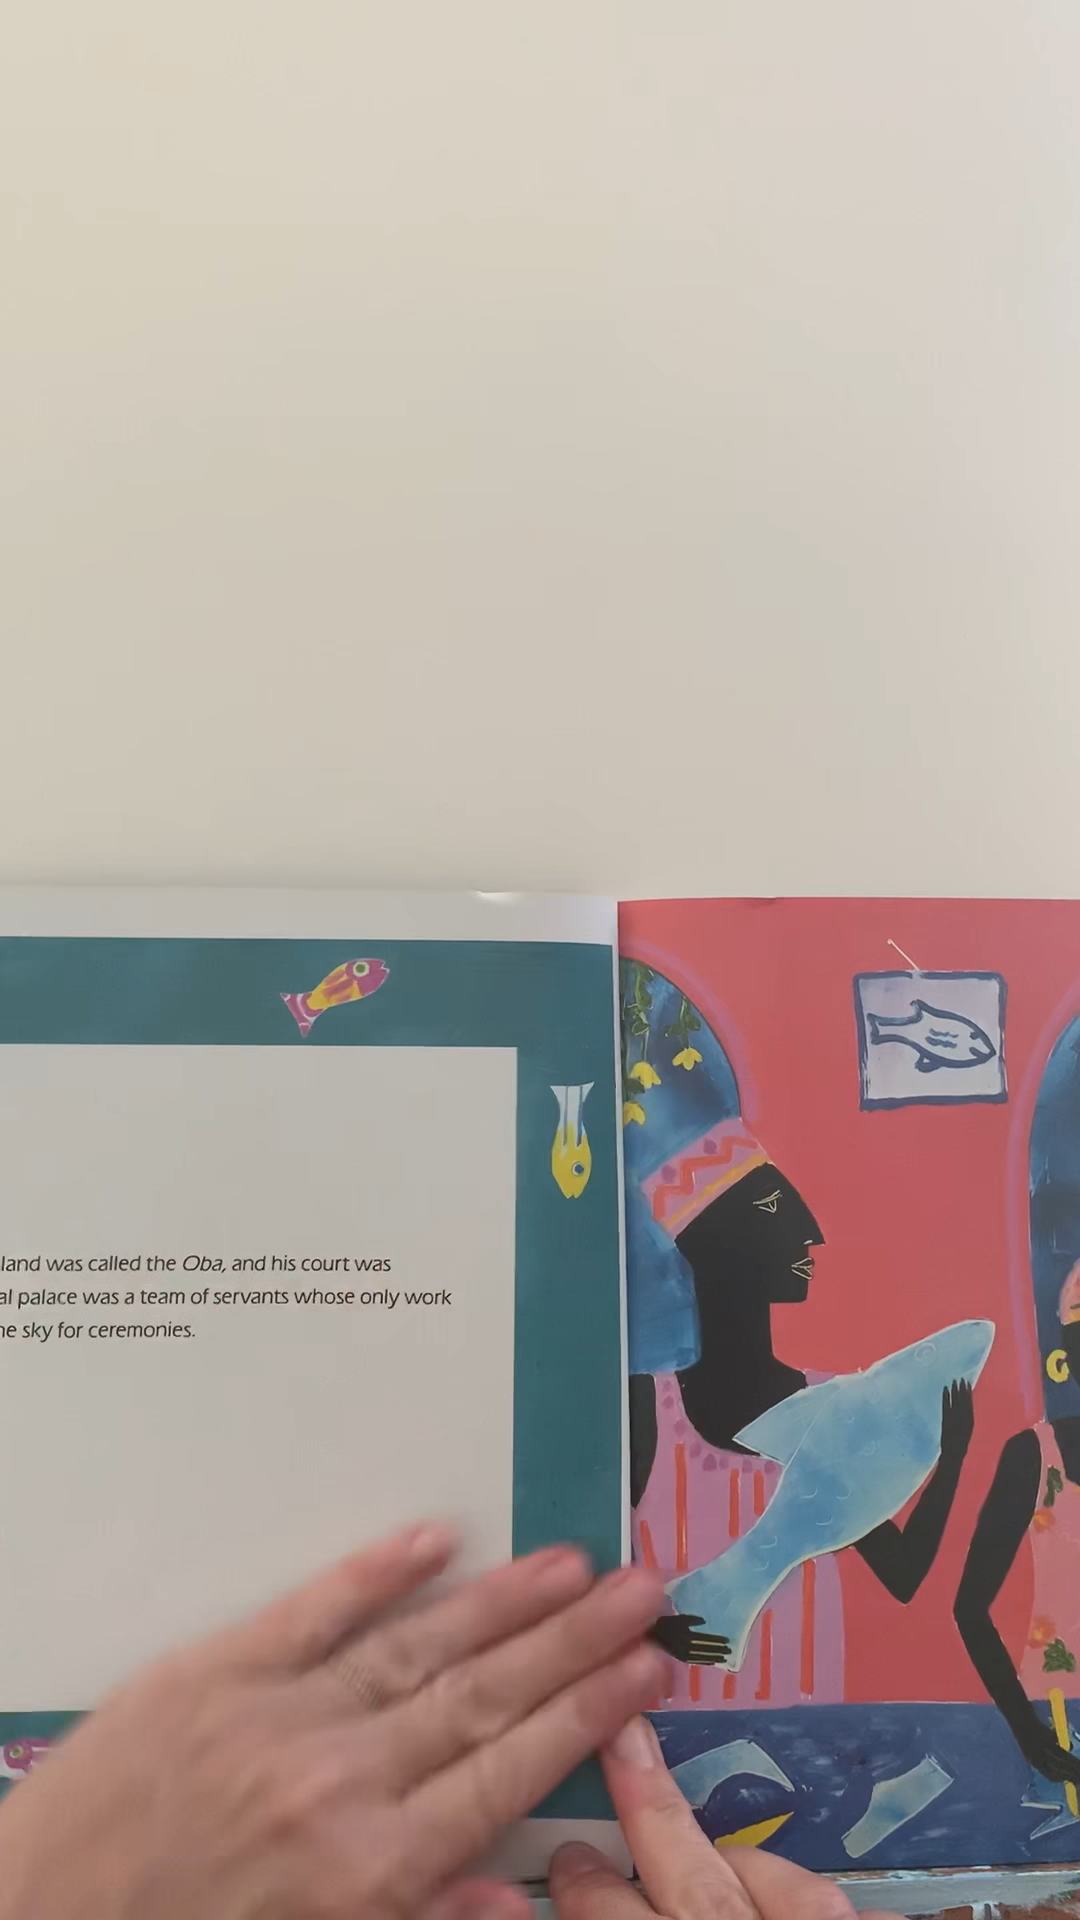 land was called the Oba, and his court was
al palace was a team of servants whose only work
he sky for ceremonies.